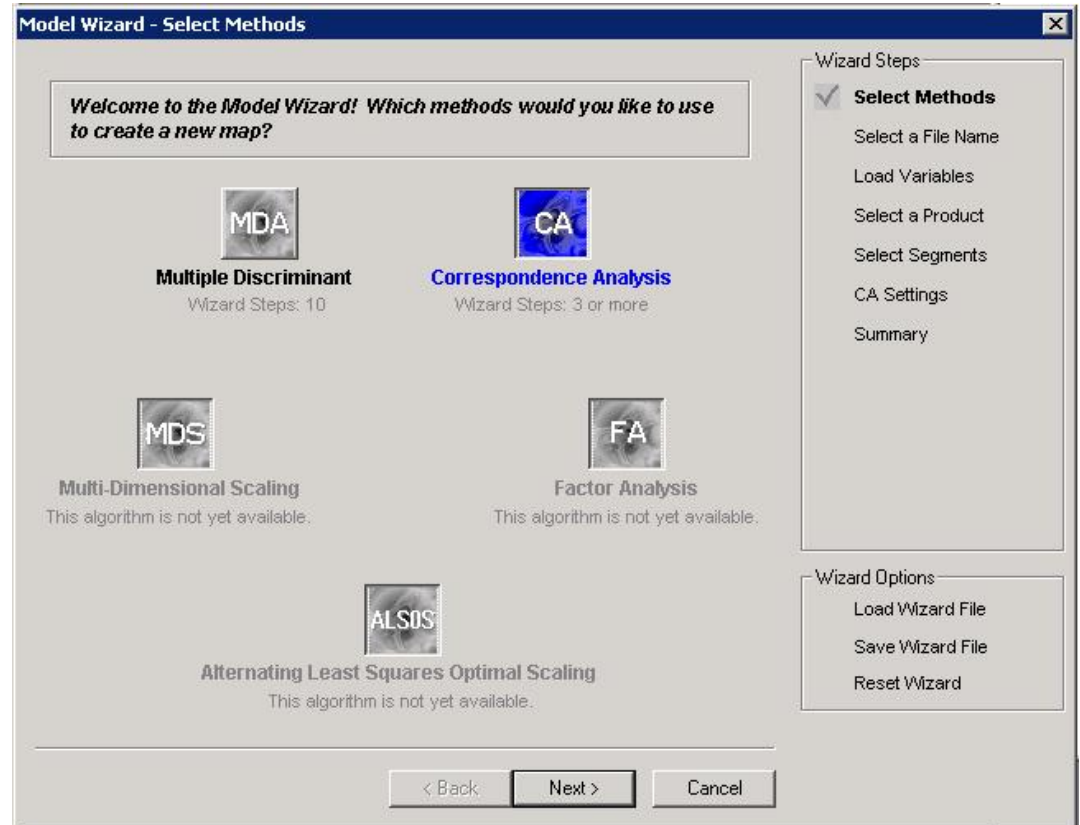 Model Wizard - Select Methods
Welcome to the Model Wizard! Which methods would you like to use
to create a new map?
MDA
Multiple Discriminant
Wizard Steps: 10
CA
Correspondence Analysis
Wizard Steps: 3 or more
MDS
Multi-Dimensional Scaling
This algorithm is not yet available.
FA
Factor Analysis
This algorithm is not yet available.
ALSOS
Alternating Least Squares Optimal Scaling
This algorithm is not yet available.
< Back
Next >
Cancel
Wizard Steps
Select Methods
Select a File Name
Load Variables
Select a Product
Select Segments
CA Settings
Summary
Wizard Options
Load Wizard File
Save Wizard File
Reset Wizard